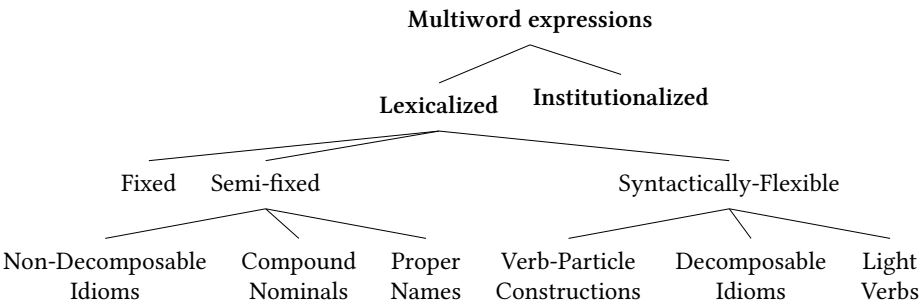 Multiword expressions
Lexicalized
Institutionalized
Fixed
Semi-fixed
Syntactically-Flexible
Non-Decomposable
Idioms
Compound
Nominals
Proper
Names
Verb-Particle
Constructions
Decomposable
Idioms
Light
Verbs